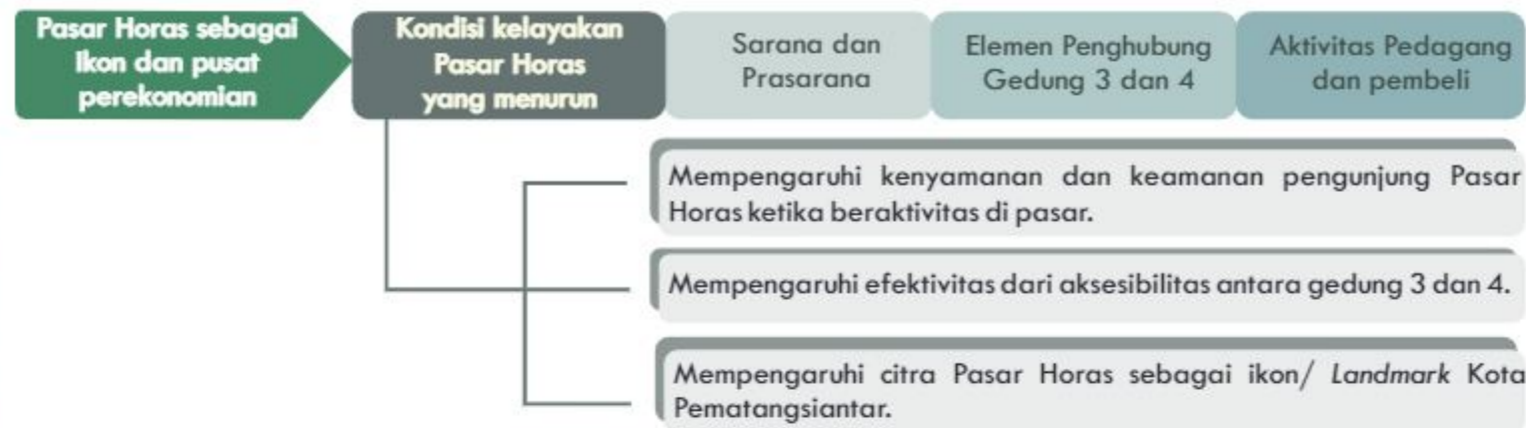 Pasar Horas sebagai
Ikon dan pusat
perekonomian
Kondisi kelayakan
Pasar Horas
yang menurun
Sarana dan
Prasarana
Elemen Penghubung
Gedung 3 dan 4
Aktivitas Pedagang
dan pembeli
Mempengaruhi kenyamanan dan keamanan pengunjung Pasar
Horas ketika beraktivitas di pasar.
Mempengaruhi efektivitas dari aksesibilitas antara gedung 3 dan 4.
Mempengaruhi citra Pasar Horas sebagai ikon/ Landmark Kota
Pematangsiantar.